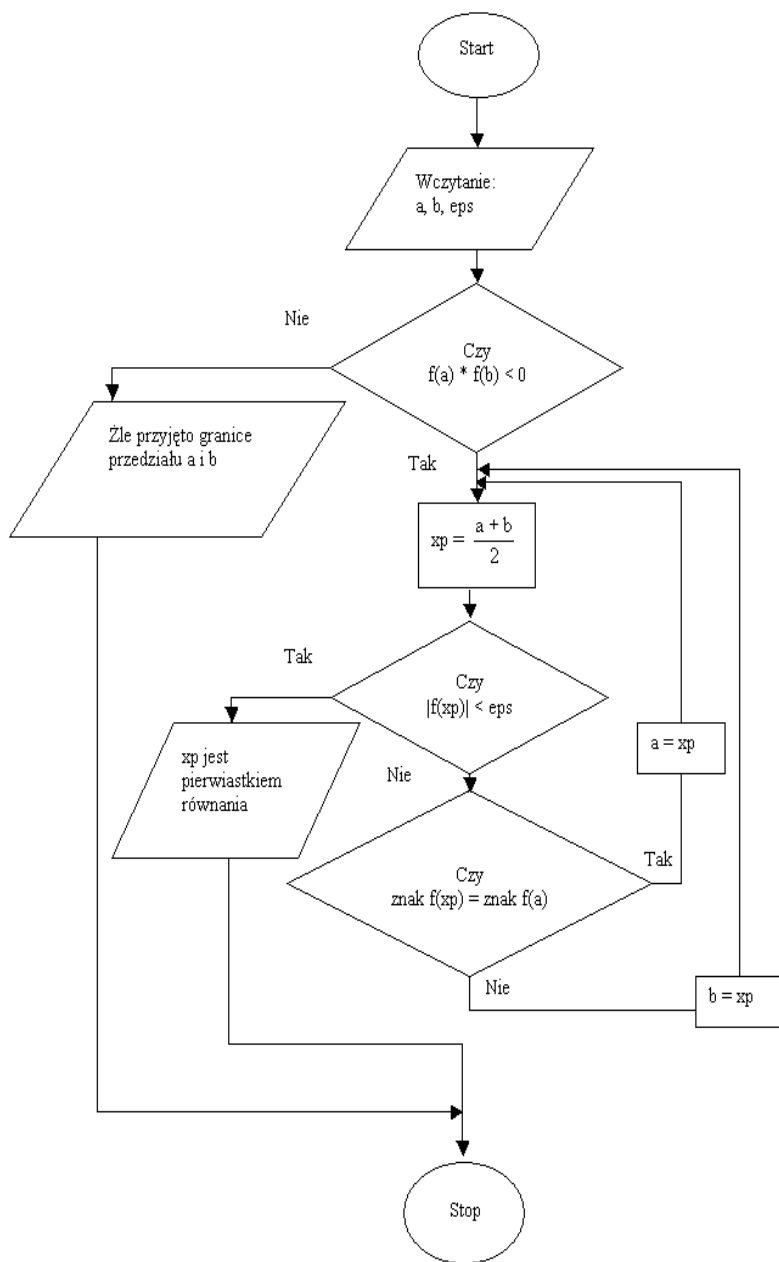 Start
Wczytanie:
a, b, eps
Nie
Czy
f(a) * f(b) < 0
Źle przyjęto granice
przedziału a i b
Tak
xp = \frac{a + b}{2}
Tak
Czy
|f(xp)| < eps
a = xp
xp jest
pierwiastkiem
równania
Nie
Czy
znak f(xp) = znak f(a)
Tak
Nie
b = xp
Stop